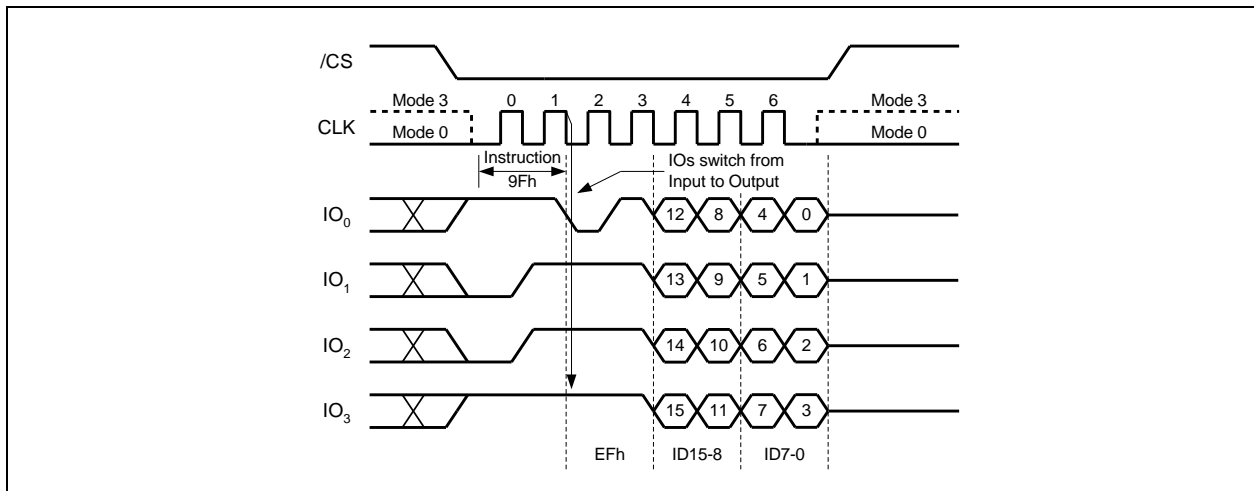 /CS
Mode 3 0 1 2 3 4 5 6 Mode 3
CLK
Mode 0 Mode 0
Instruction IOs switch from
9Fh Input to Output
IO0 12 8 4 0
IO1 13 9 5 1
IO2 14 10 6 2
IO3 15 11 7 3
EFh ID15-8 ID7-0